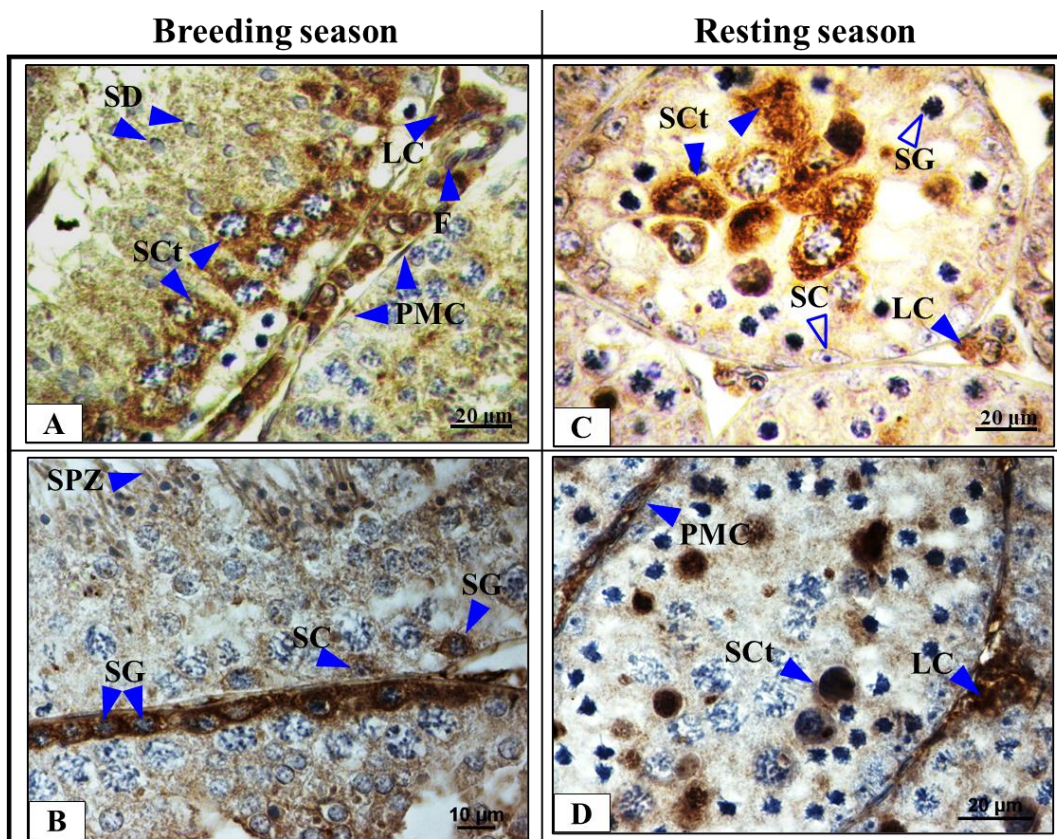 Breeding season
Resting season
SD
LC
F
SCt
PMC
20 µm
A
SCt
SG
SC
LC
20 µm
C
SPZ
SG
SC
SG
10 µm
B
PMC
SCt
LC
20 µm
D